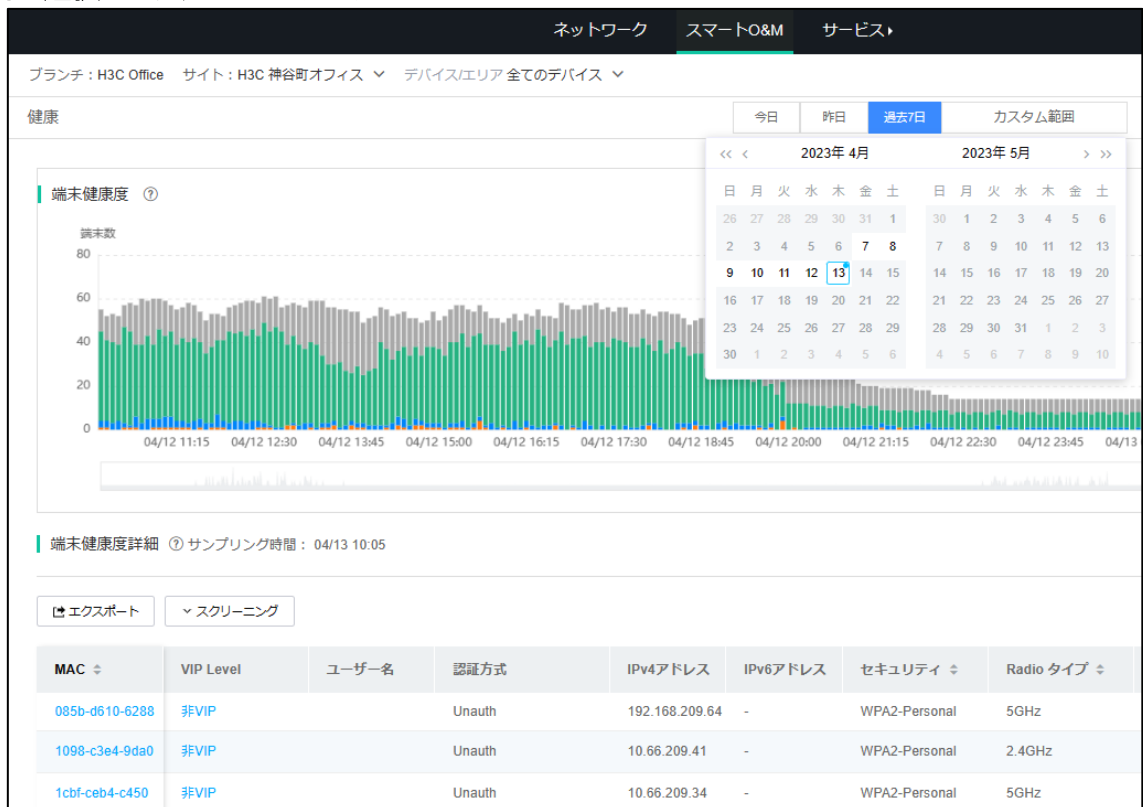 ネットワーク スマートO&M サービス
ブランチ：H3C Office サイト：H3C 神谷町オフィス デバイス/エリア 全てのデバイス
健康 今日 昨日 過去7日 カスタム範囲
<< < 2023年 4月 2023年 5月 > >>
日 月 火 水 木 金 土 日 月 火 水 木 金 土
26 27 28 29 30 31 1 30 1 2 3 4 5 6
2 3 4 5 6 7 8 7 8 9 10 11 12 13
9 10 11 12 13 14 15 14 15 16 17 18 19 20
16 17 18 19 20 21 22 21 22 23 24 25 26 27
23 24 25 26 27 28 29 28 29 30 31 1 2 3
30 1 2 3 4 5 6 4 5 6 7 8 9 10
端末健康度 ?
端末数
80
60
40
20
0
04/12 11:15 04/12 12:30 04/12 13:45 04/12 15:00 04/12 16:15 04/12 17:30 04/12 18:45 04/12 20:00 04/12 21:15 04/12 22:30 04/12 23:45 04/13
端末健康度詳細 ? サンプリング時間： 04/13 10:05
エクスポート スクリーニング
MAC VIP Level ユーザー名 認証方式 IPv4アドレス IPv6アドレス セキュリティ Radio タイプ
085b-d610-6288 非VIP Unauth 192.168.209.64 - WPA2-Personal 5GHz
1098-c3e4-9da0 非VIP Unauth 10.66.209.41 - WPA2-Personal 2.4GHz
1cbf-ceb4-c450 非VIP Unauth 10.66.209.34 - WPA2-Personal 5GHz